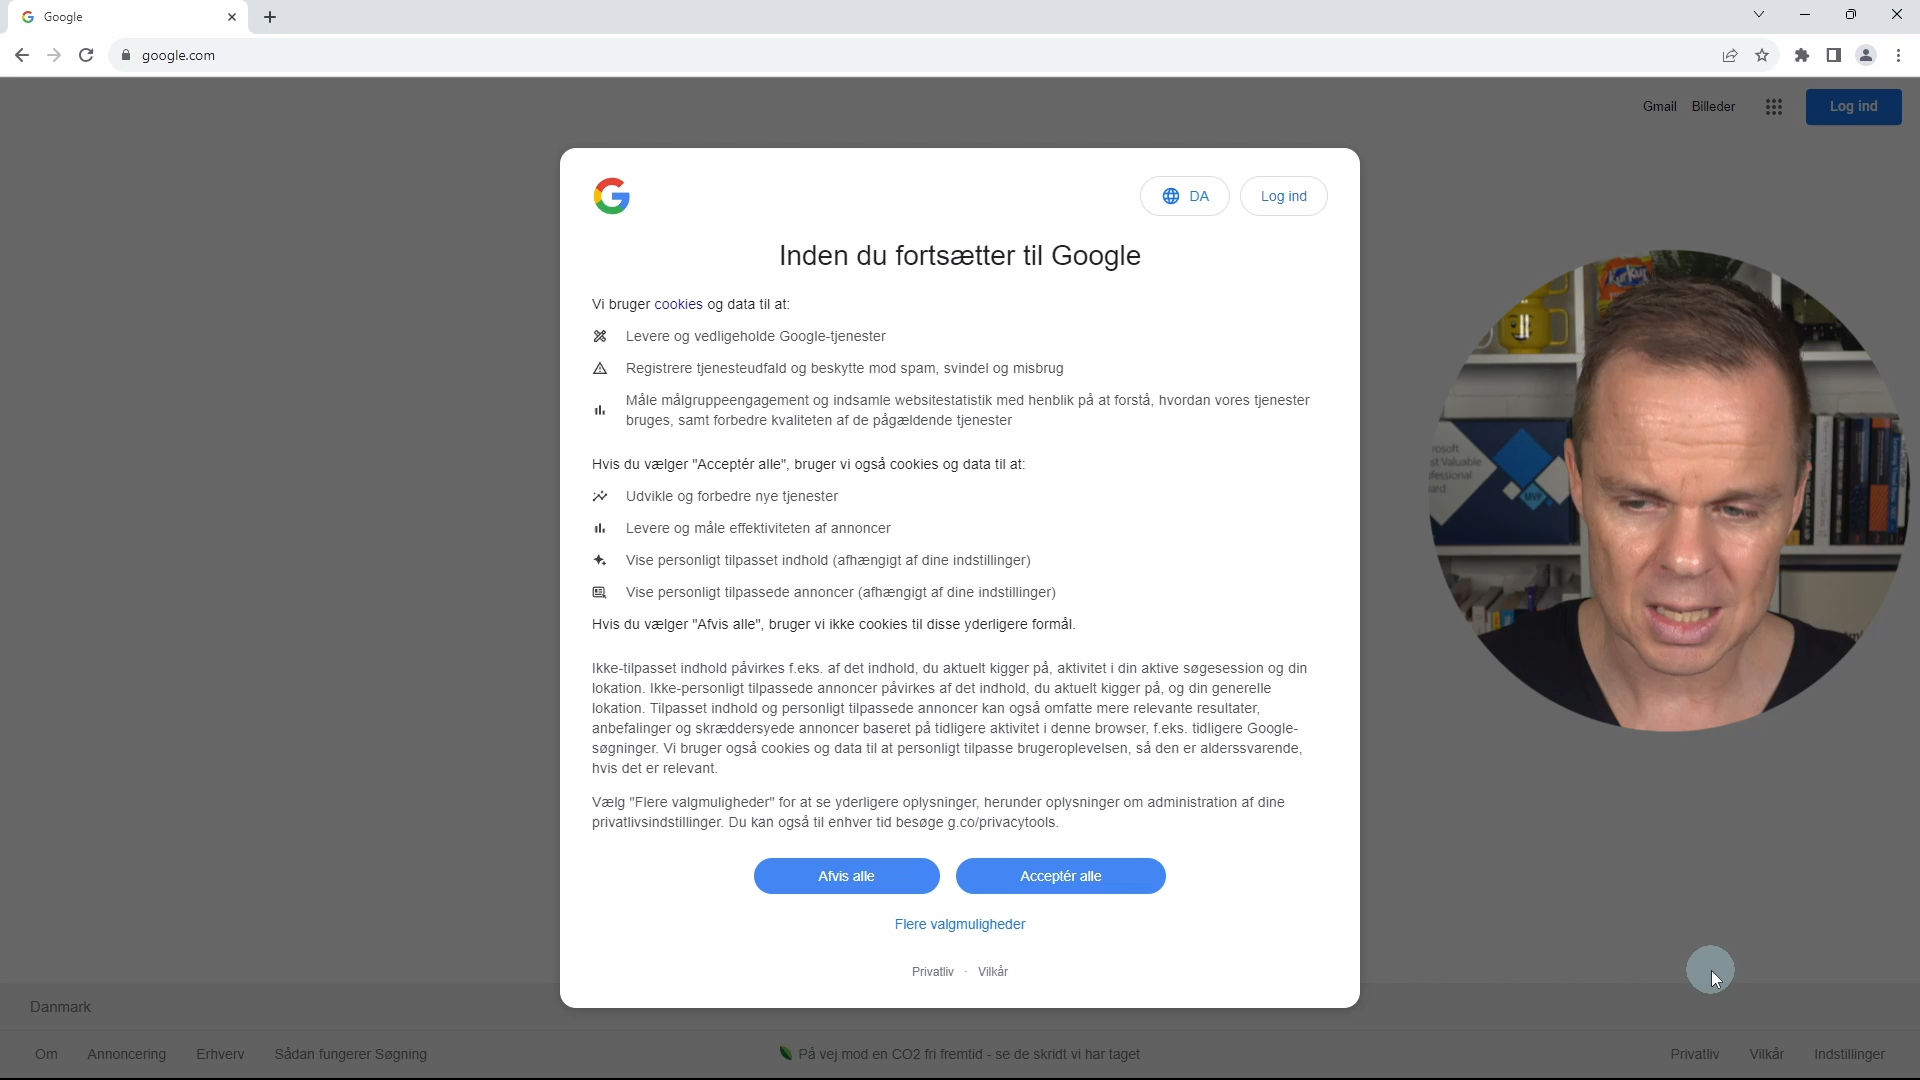 Google
google.com
Gmail Billeder Log ind
DA Log ind
Inden du fortsætter til Google
Vi bruger cookies og data til at:
Levere og vedligeholde Google-tjenester
Registrere tjenesteudfald og beskytte mod spam, svindel og misbrug
Måle målgruppeengagement og indsamle websitestatistik med henblik på at forstå, hvordan vores tjenester
bruges, samt forbedre kvaliteten af de pågældende tjenester
Hvis du vælger "Acceptér alle", bruger vi også cookies og data til at:
Udvikle og forbedre nye tjenester
Levere og måle effektiviteten af annoncer
Vise personligt tilpasset indhold (afhængigt af dine indstillinger)
Vise personligt tilpassede annoncer (afhængigt af dine indstillinger)
Hvis du vælger "Afvis alle", bruger vi ikke cookies til disse yderligere formål.
Ikke-tilpasset indhold påvirkes f.eks. af det indhold, du aktuelt kigger på, aktivitet i din aktive søgesession og din
lokation. Ikke-personligt tilpassede annoncer påvirkes af det indhold, du aktuelt kigger på, og din generelle
lokation. Tilpasset indhold og personligt tilpassede annoncer kan også omfatte mere relevante resultater,
anbefalinger og skræddersyede annoncer baseret på tidligere aktivitet i denne browser, f.eks. tidligere Google-
søgninger. Vi bruger også cookies og data til at personligt tilpasse brugeroplevelsen, så den er alderssvarende,
hvis det er relevant.
Vælg "Flere valgmuligheder" for at se yderligere oplysninger, herunder oplysninger om administration af dine
privatlivsindstillinger. Du kan også til enhver tid besøge g.co/privacytools.
Afvis alle Acceptér alle
Flere valgmuligheder
Privatliv · Vilkår
Kurkur
rosoft
st Valuable
fessional
ard
MVP
Danmark
Om Annoncering Erhverv Sådan fungerer Søgning På vej mod en CO2 fri fremtid - se de skridt vi har taget Privatliv Vilkår Indstillinger